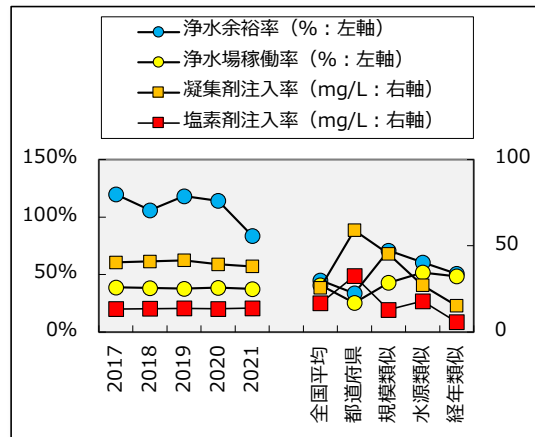 浄水余裕率（%：左軸）
浄水場稼働率（%：左軸）
凝集剤注入率（mg/L：右軸）
塩素剤注入率（mg/L：右軸）
150%
100%
50%
0%
100
50
0
2017
2018
2019
2020
2021
全国平均
都道府県
規模類似
水源類似
経年類似